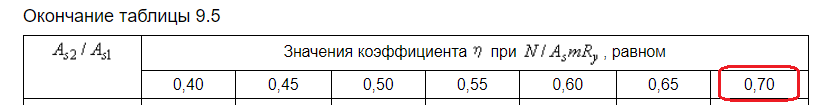 Окончание таблицы 9.5
A_{s2} / A_{s1}
Значения коэффициента η при N / A_s m R_y , равном
0,40 0,45 0,50 0,55 0,60 0,65 0,70